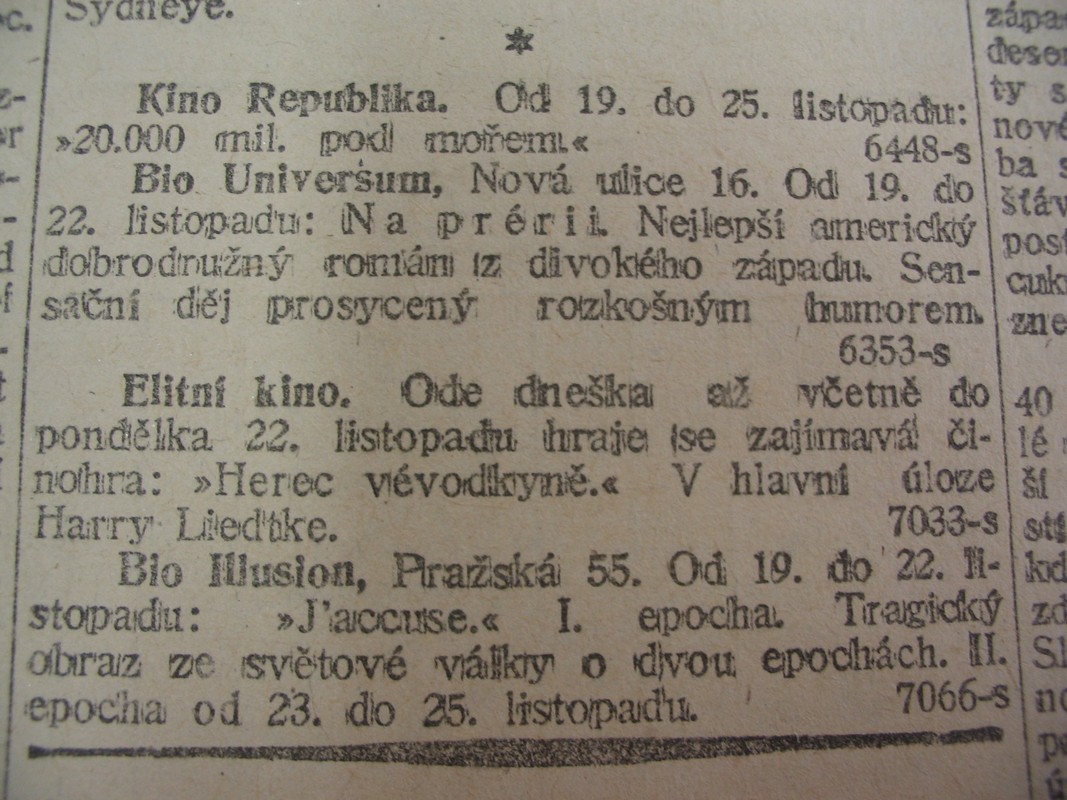 Sydneye.
*
Kino Republika. Od 19. do 25. listopadu:
»20.000 mil. pod mořem.« 6448-s
Bio Universum, Nová ulice 16. Od 19. do
22. listopadu: Na prérii. Nejlepší americký
dobrodružný román z divokého západu. Sen-
sační děj prosycený rozkošným humorem.
6353-s
Elitní kino. Ode dneška až včetně do
pondělka 22. listopadu hraje se zajímavá či-
nohra: »Herec vévodkyně.« V hlavní úloze
Harry Liedtke. 7033-s
Bio Illusion, Pražská 55. Od 19. do 22. li-
stopadu: »J'accuse.« I. epocha. Tragický
obraz ze světové války o dvou epochách. II.
epocha od 23. do 25. listopadu. 7066-s